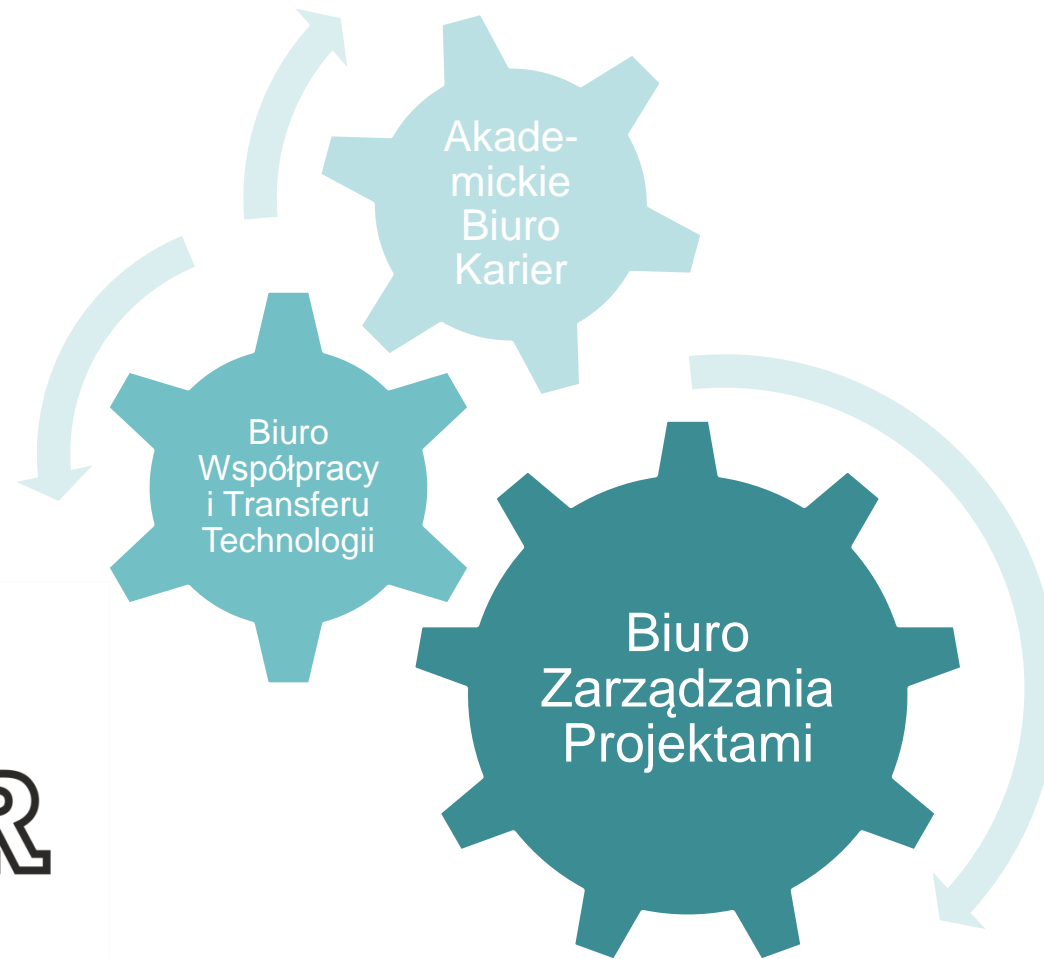 Akade-
mickie
Biuro
Karier
Biuro
Współpracy
i Transferu
Technologii
Biuro
Zarządzania
Projektami
R